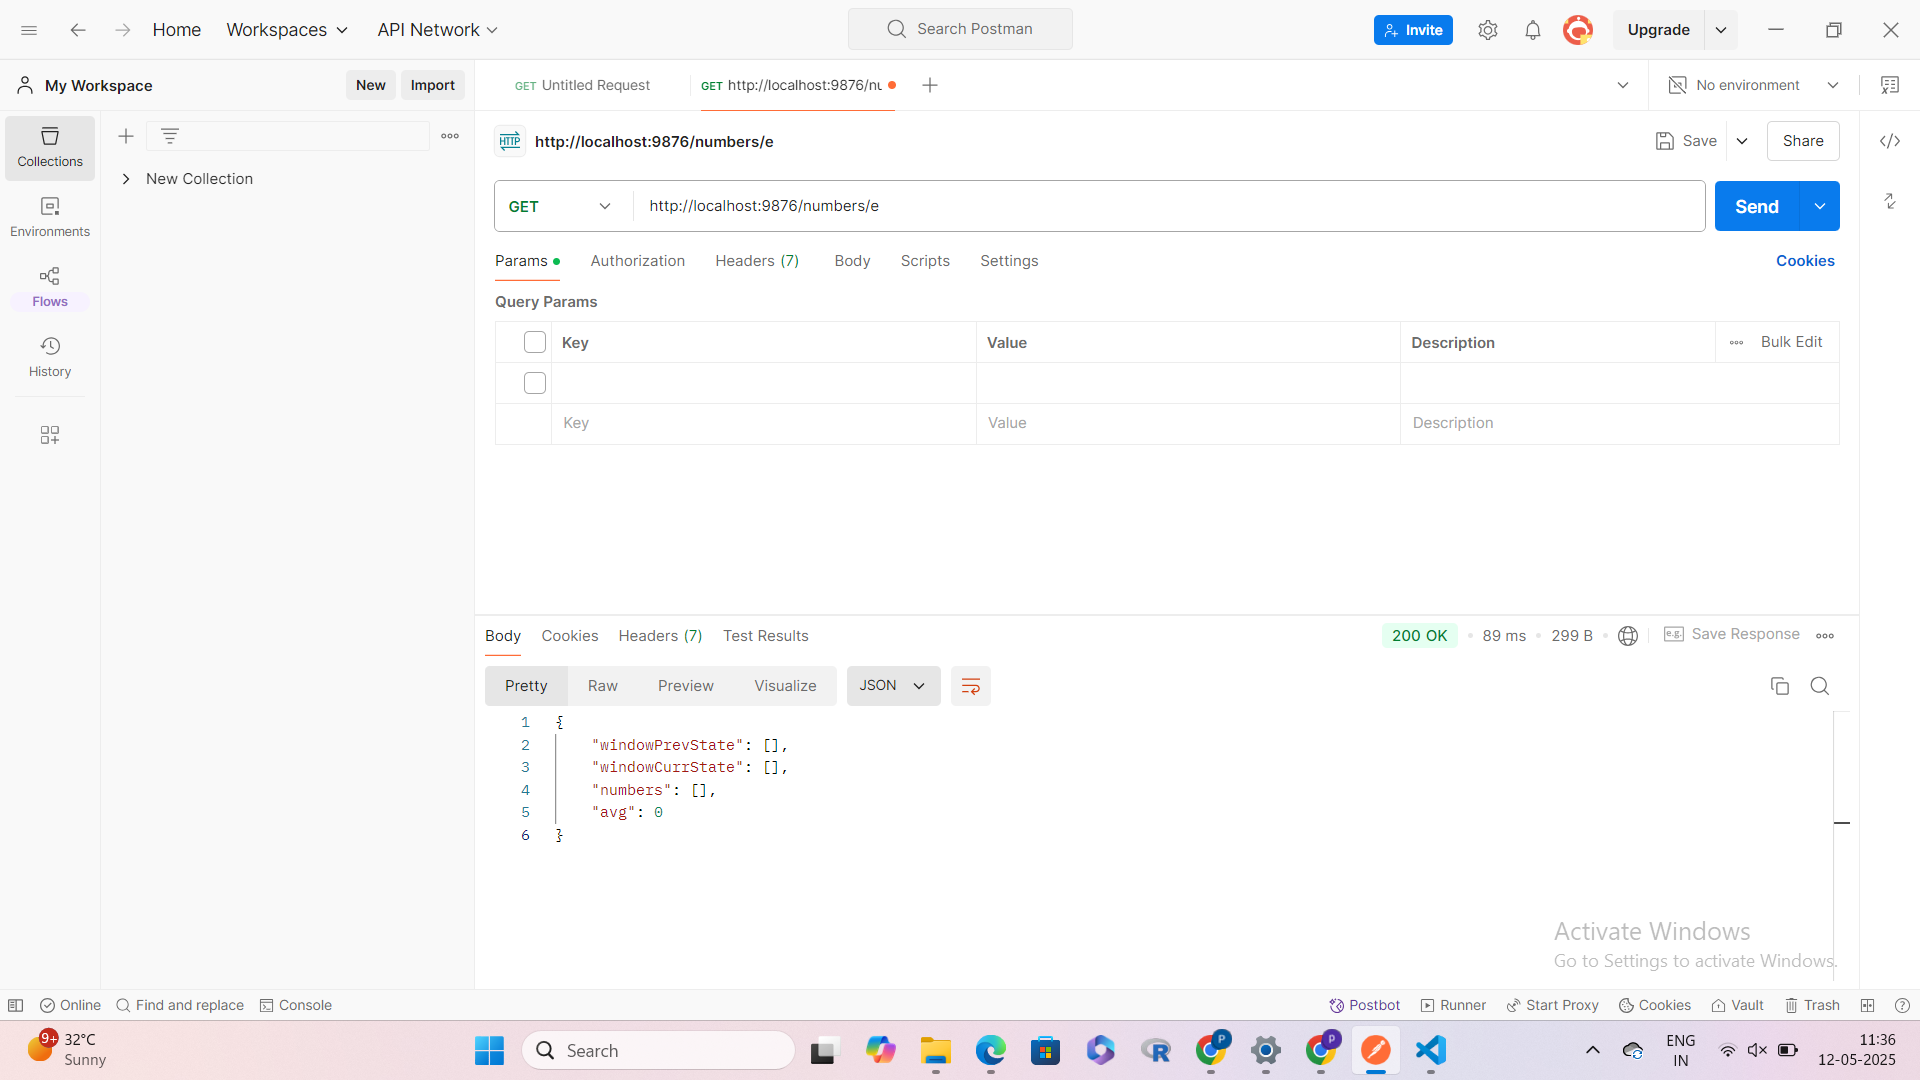 Home
Workspaces
API Network
Search Postman
Invite
Upgrade
My Workspace
New
Import
GET Untitled Request
GET http://localhost:9876/nu
No environment
Collections
New Collection
HTTP
http://localhost:9876/numbers/e
Save
Share
Environments
GET
http://localhost:9876/numbers/e
Send
Flows
Params
Authorization
Headers (7)
Body
Scripts
Settings
Cookies
Query Params
History
Key
Value
Description
Bulk Edit
Key
Value
Description
Body
Cookies
Headers (7)
Test Results
200 OK
89 ms
299 B
e.g.
Save Response
Pretty
Raw
Preview
Visualize
JSON
1 {
2 "windowPrevState": [],
3 "windowCurrState": [],
4 "numbers": [],
5 "avg": 0
6 }
Activate Windows
Go to Settings to activate Windows.
Online
Find and replace
Console
Postbot
Runner
Start Proxy
Cookies
Vault
Trash
9+
32°C
Sunny
Search
P
P
ENG
IN
11:36
12-05-2025